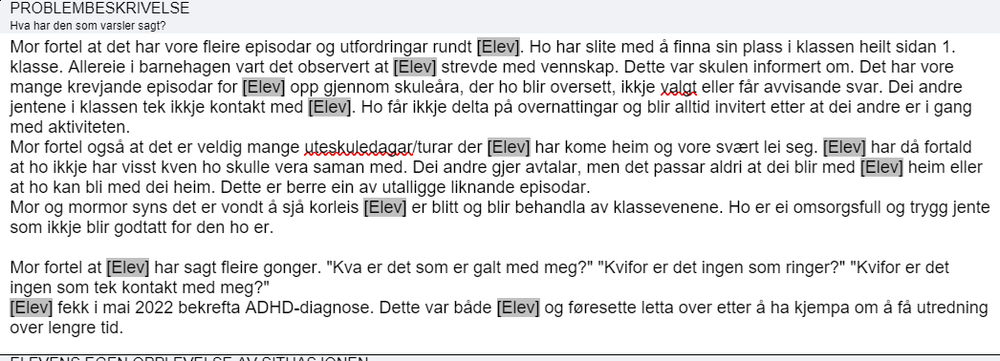 PROBLEMBESKRIVELSE
Hva har den som varsler sagt?
Mor fortel at det har vore fleire episodar og utfordringar rundt [Elev]. Ho har slite med å finna sin plass i klassen heilt sidan 1.
klasse. Allereie i barnehagen vart det observert at [Elev] strevde med vennskap. Dette var skulen informert om. Det har vore
mange krevjande episodar for [Elev] opp gjennom skuleåra, der ho blir oversett, ikkje valgt eller får avvisande svar. Dei andre
jentene i klassen tek ikkje kontakt med [Elev]. Ho får ikkje delta på overnattingar og blir alltid invitert etter at dei andre er i gang
med aktiviteten.
Mor fortel også at det er veldig mange uteskuledagar/turar der [Elev] har kome heim og vore svært lei seg. [Elev] har då fortald
at ho ikkje har visst kven ho skulle vera saman med. Dei andre gjer avtalar, men det passar aldri at dei blir med [Elev] heim eller
at ho kan bli med dei heim. Dette er berre ein av utalligge liknande episodar.
Mor og mormor syns det er vondt å sjå korleis [Elev] er blitt og blir behandla av klassevenene. Ho er ei omsorgsfull og trygg jente
som ikkje blir godtatt for den ho er.
Mor fortel at [Elev] har sagt fleire gonger. "Kva er det som er galt med meg?" "Kvifor er det ingen som ringer?" "Kvifor er det
ingen som tek kontakt med meg?"
[Elev] fekk i mai 2022 bekrefta ADHD-diagnose. Dette var både [Elev] og føresette letta over etter å ha kjempa om å få utredning
over lengre tid.
ELEVENS EGEN OPPLEVELSE AV SITUASJONEN